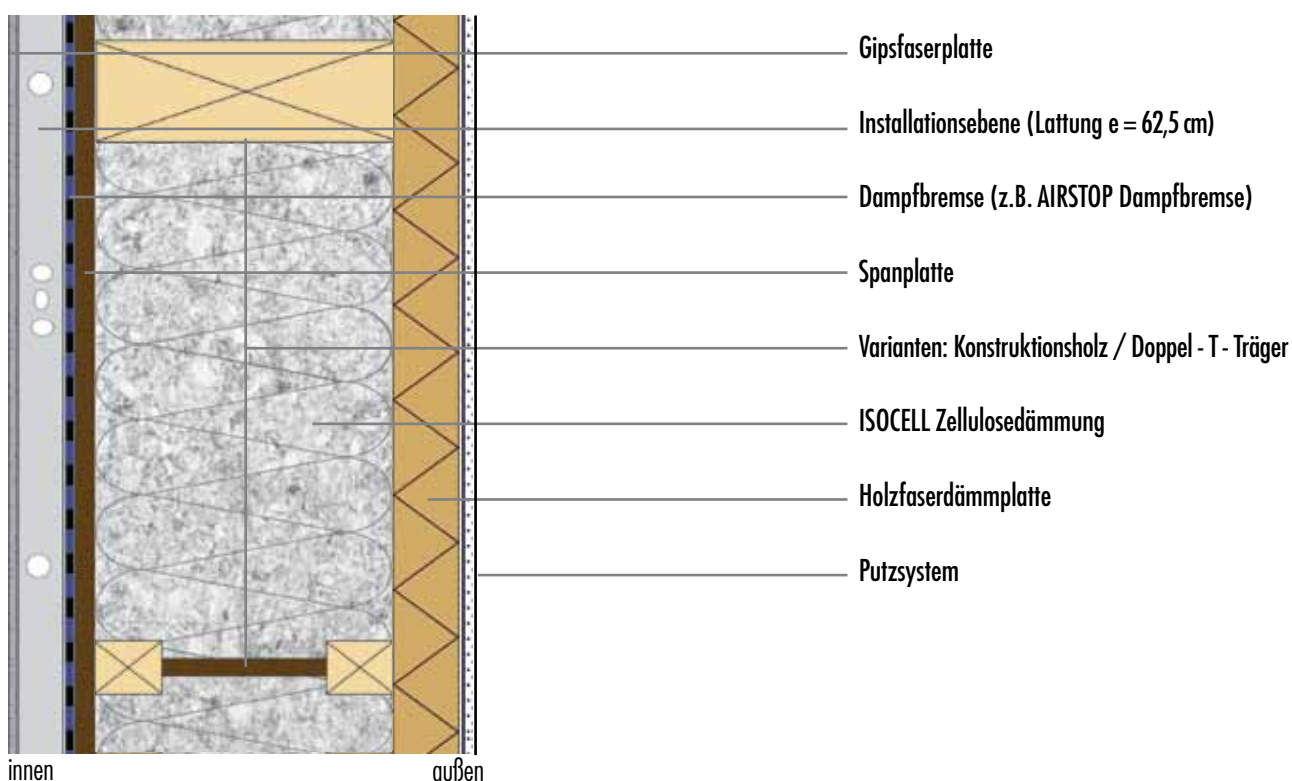 Gipsfaserplatte
Installationsebene (Lattung e = 62,5 cm)
Dampfbremse (z.B. AIRSTOP Dampfbremse)
Spanplatte
Varianten: Konstruktionsholz / Doppel - T - Träger
ISOCELL Zellulosedämmung
Holzfaserdämmplatte
Putzsystem
innen
außen